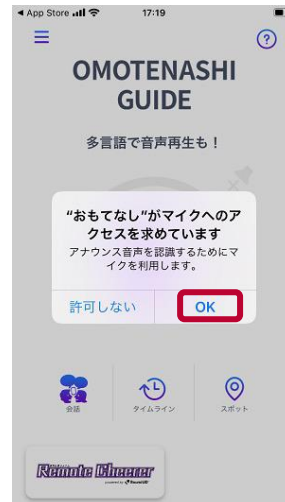 App Store 17:19
OMOTENASHI
GUIDE
多言語で音声再生も！
“おもてなし”がマイクへのア
クセスを求めています
アナウンス音声を認識するためにマ
イクを利用します。
許可しない OK
会話 タイムライン スポット
Remote Cheerer